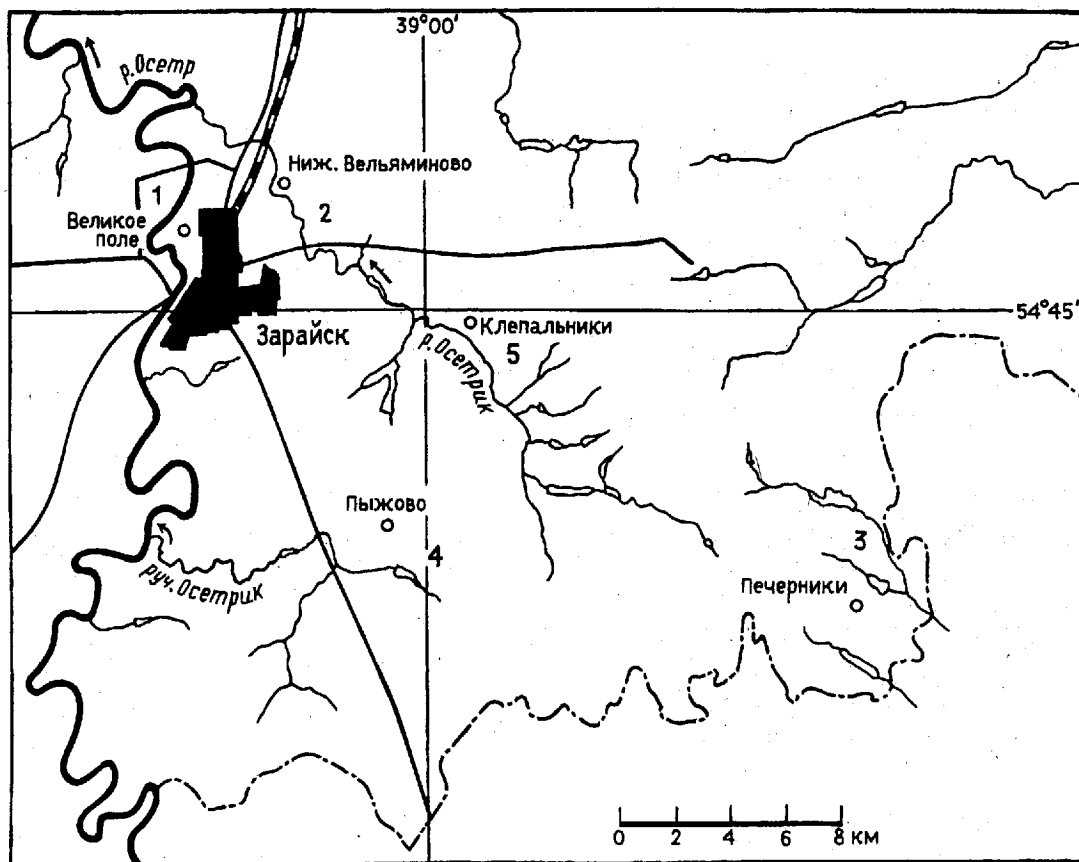 39°00'
р. Осетр
Ниж. Вельяминово
1
2
Великое
поле
54°45'
Зарайск
Клепальники
р. Осетрик
5
Пыжово
4
3
руч. Осетрик
Печерники
0 2 4 6 8 км